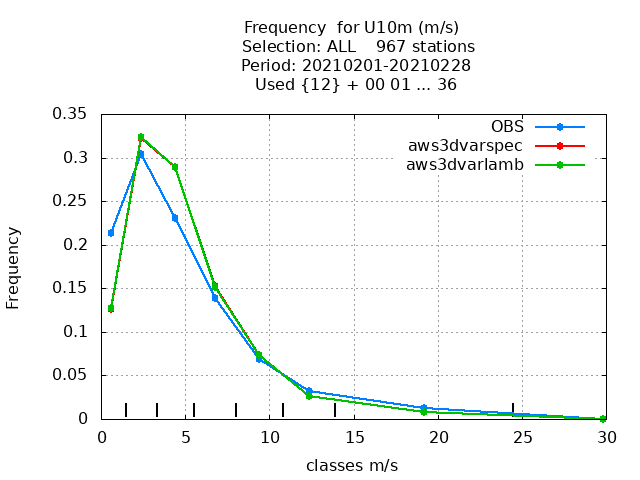 Frequency  for U10m (m/s)
Selection: ALL    967 stations
Period: 20210201-20210228
Used {12} + 00 01 ... 36
OBS
aws3dvarspec
aws3dvarlamb
0.35
0.3
0.25
0.2
0.15
0.1
0.05
0
Frequency
0 5 10 15 20 25 30
classes m/s